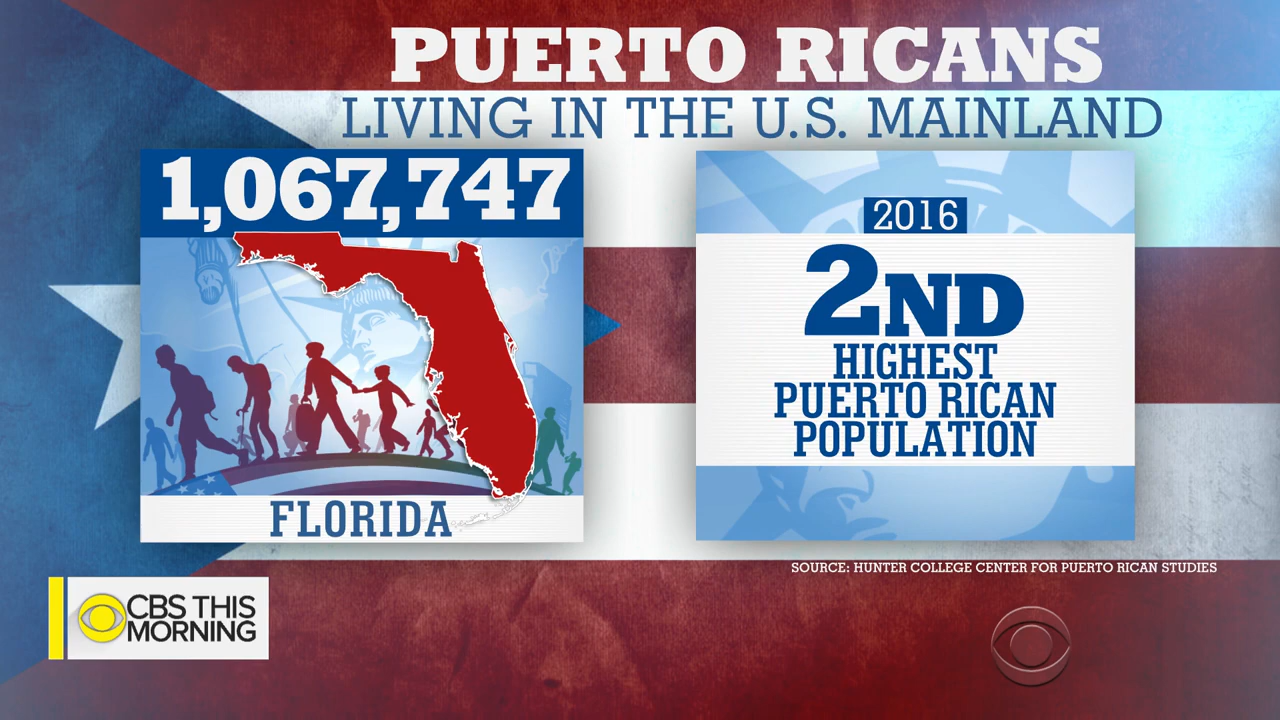 PUERTO RICANS
LIVING IN THE U.S. MAINLAND
1,067,747
FLORIDA
2016
2ND
HIGHEST
PUERTO RICAN
POPULATION
SOURCE: HUNTER COLLEGE CENTER FOR PUERTO RICAN STUDIES
CBS THIS
MORNING